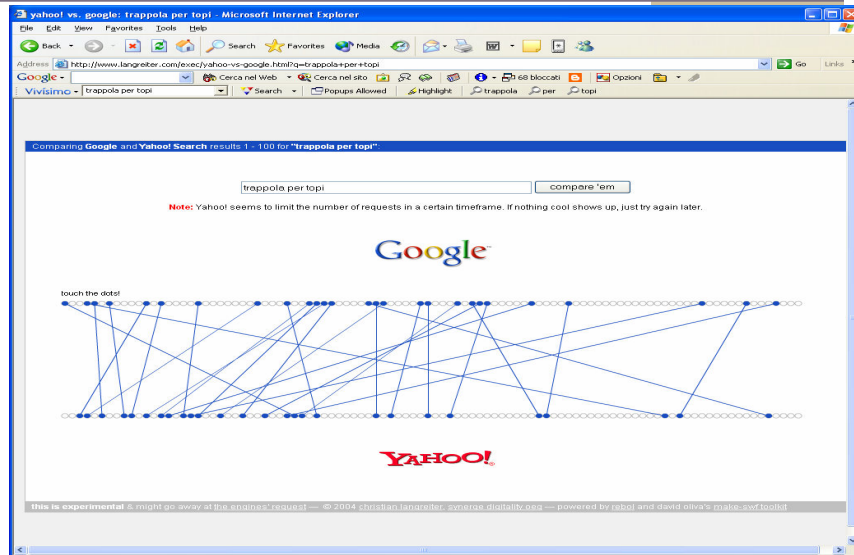 yahoo! vs. google: trappola per topi - Microsoft Internet Explorer
File Edit View Favorites Tools Help
Back Search Favorites Media
Address http://www.langreiter.com/exec/yahoo-vs-google.html?q=trappola+per+topi Go Links
Google Cerca nel Web Cerca nel sito 68 bloccati Opzioni
Vivísimo trappola per topi Search Popups Allowed Highlight trappola per topi
Comparing Google and Yahoo! Search results 1 - 100 for "trappola per topi":
trappola per topi compare 'em
Note: Yahoo! seems to limit the number of requests in a certain timeframe. If nothing cool shows up, just try again later.
Google
touch the dots!
YAHOO!
this is experimental & might go away at the engines' request — © 2004 christian langreiter, synerge digitality oeg — powered by rebol and david oliva's make-swf toolkit